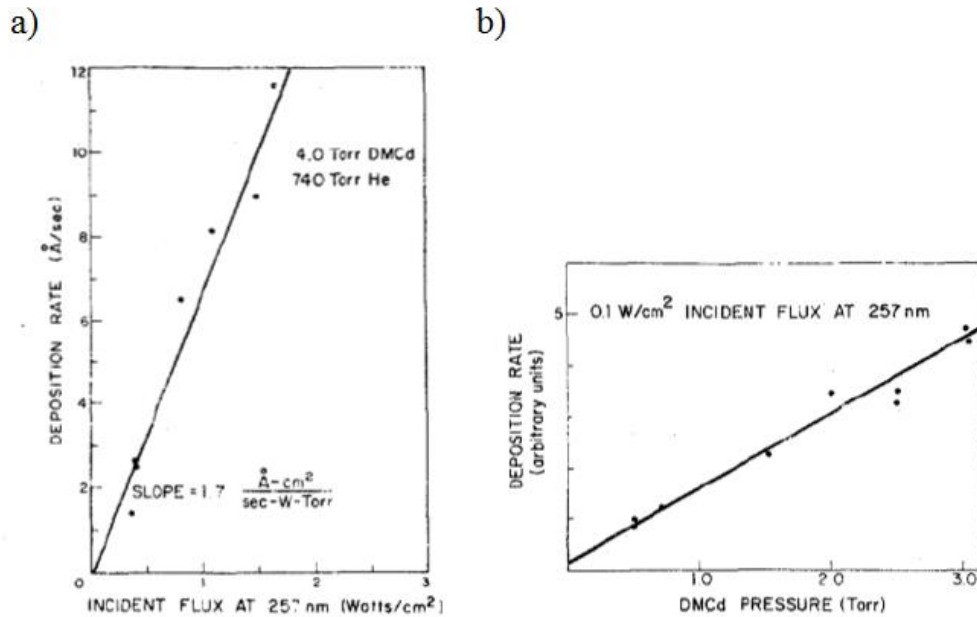 a)
12
10
8
6
4
2
0
0
1
2
3
DEPOSITION RATE (Å/sec)
4.0 Torr DMCd
740 Torr He
SLOPE = 1.7 Å-cm²
sec-W-Torr
INCIDENT FLUX AT 257 nm (Watts/cm²)
b)
5
0.1 W/cm² INCIDENT FLUX AT 257 nm
DEPOSITION RATE
(arbitrary units)
1.0
2.0
3.0
DMCd PRESSURE (Torr)